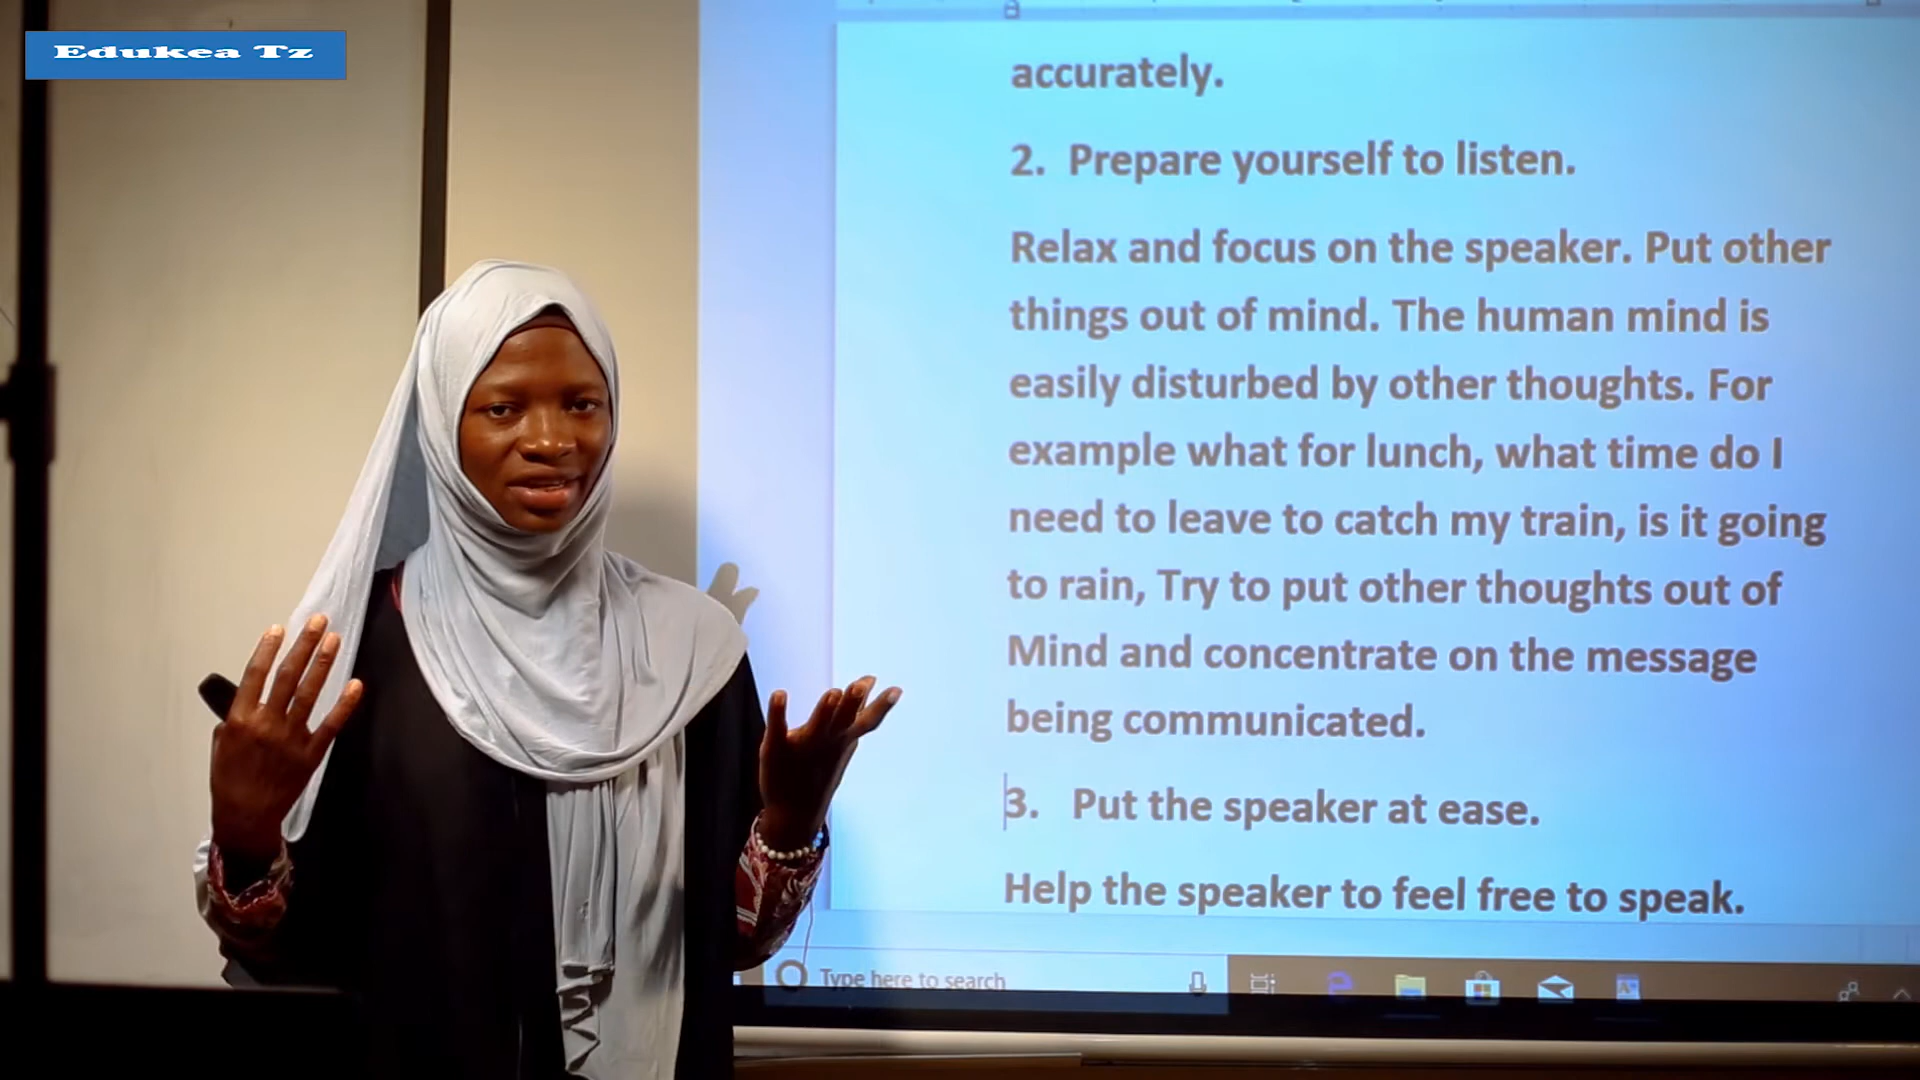 Edukea Tz
accurately.
2. Prepare yourself to listen.
Relax and focus on the speaker. Put other
things out of mind. The human mind is
easily disturbed by other thoughts. For
example what for lunch, what time do I
need to leave to catch my train, is it going
to rain, Try to put other thoughts out of
Mind and concentrate on the message
being communicated.
3. Put the speaker at ease.
Help the speaker to feel free to speak.
Type here to search